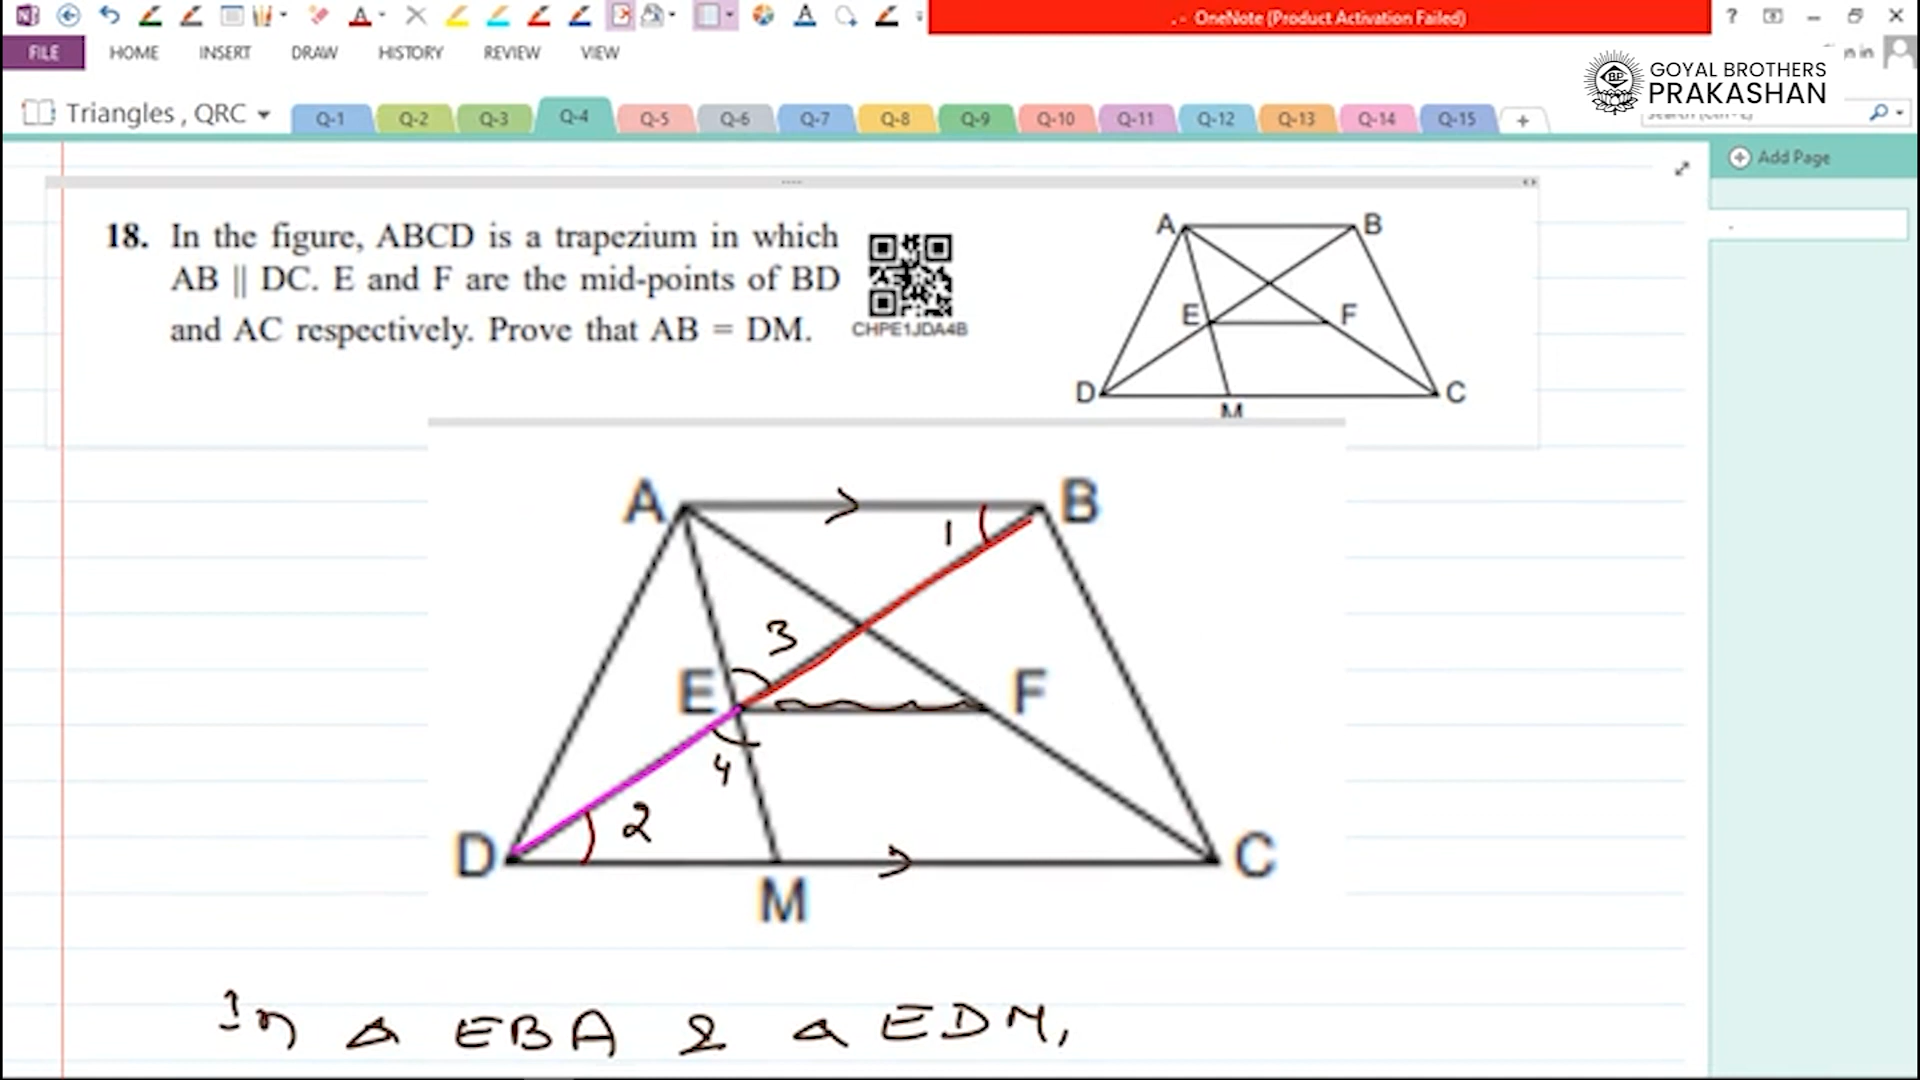 OneNote (Product Activation Failed)
FILE HOME INSERT DRAW HISTORY REVIEW VIEW
GOYAL BROTHERS
PRAKASHAN
Triangles , QRC
Q-1 Q-2 Q-3 Q-4 Q-5 Q-6 Q-7 Q-8 Q-9 Q-10 Q-11 Q-12 Q-13 Q-14 Q-15 +
Add Page
18. In the figure, ABCD is a trapezium in which
AB || DC. E and F are the mid-points of BD
and AC respectively. Prove that AB = DM.
CHPE1JDA4B
A B
E F
D C
M
A B
1
3
E F
4
2
D C
M
In △ EBA & △ EDM,